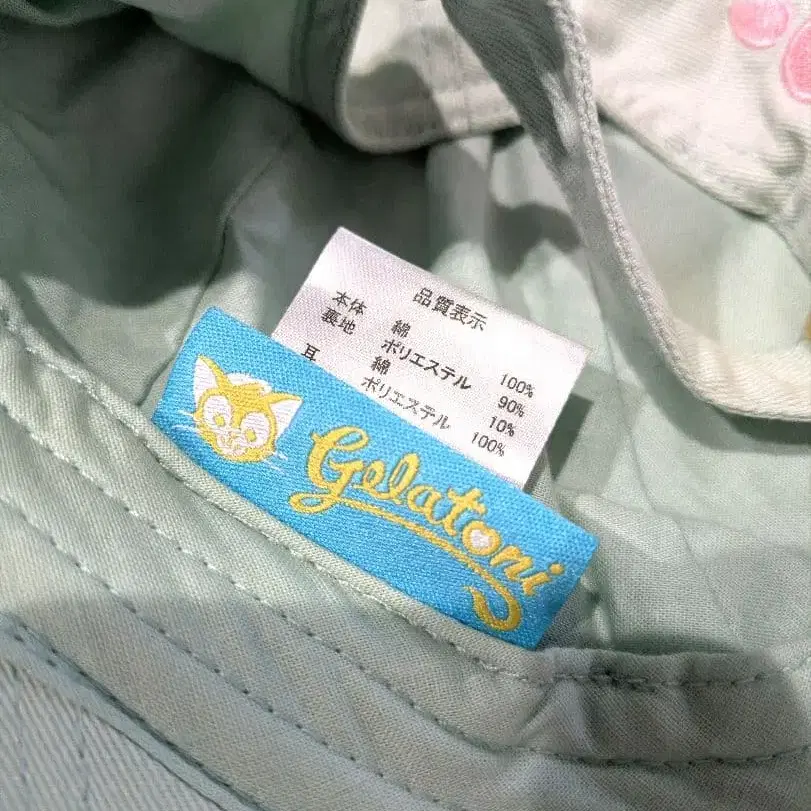 品質表示
本体 綿 100%
裏地 ポリエステル 90%
綿 10%
耳 ポリエステル 100%
Gelatoni